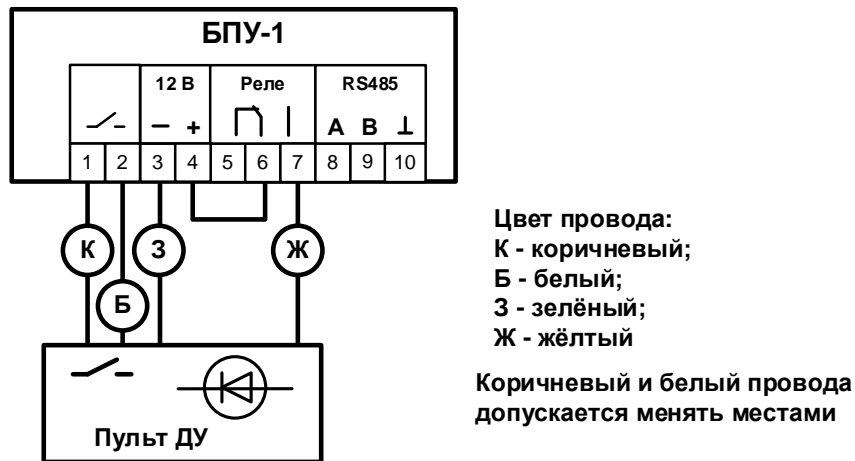 БПУ-1
12 В Реле RS485
− + A B ⊥
1 2 3 4 5 6 7 8 9 10
К З Ж
Б
Пульт ДУ
Цвет провода:
К - коричневый;
Б - белый;
З - зелёный;
Ж - жёлтый
Коричневый и белый провода
допускается менять местами